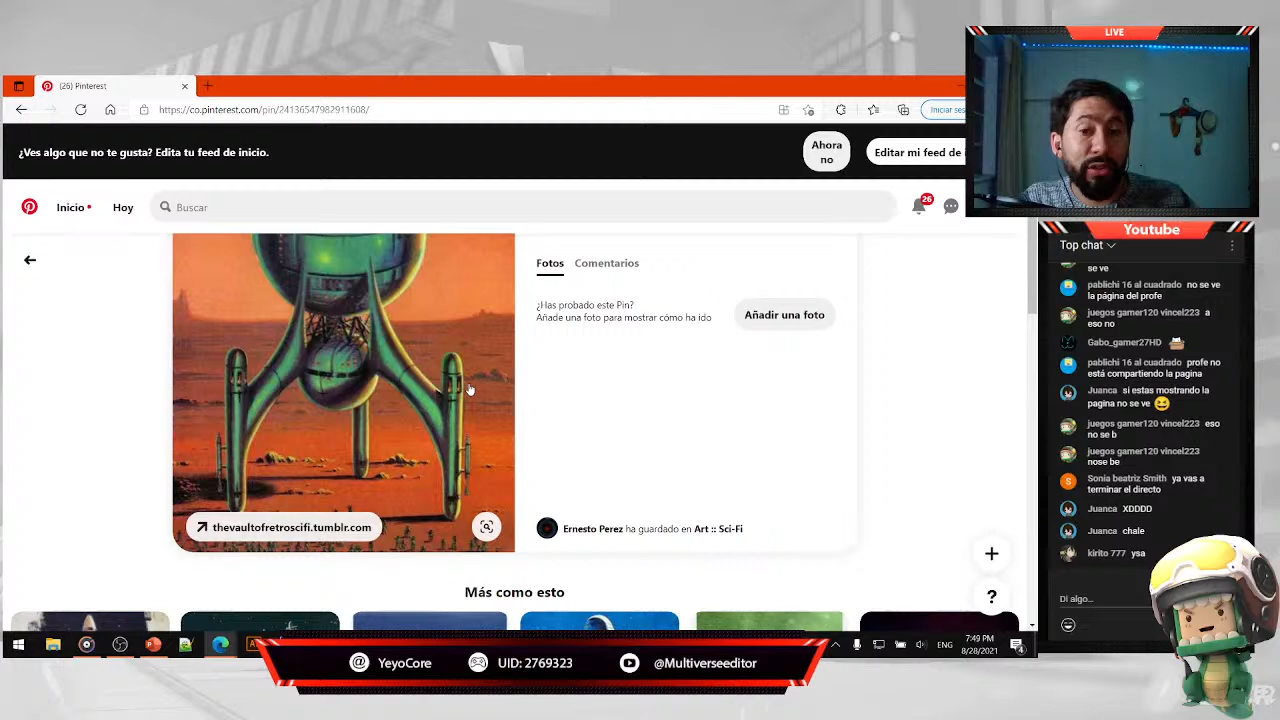 LIVE
(26) Pinterest
https://co.pinterest.com/pin/24136547982911608/
Iniciar ses
¿Ves algo que no te gusta? Edita tu feed de inicio.
Ahora
no
Editar mi feed de i
Inicio
Hoy
Buscar
26
Fotos
Comentarios
¿Has probado este Pin?
Añade una foto para mostrar cómo ha ido
Añadir una foto
thevaultofretroscifi.tumblr.com
Ernesto Perez ha guardado en Art :: Sci-Fi
Más como esto
Youtube
Top chat
se ve
pablichi 16 al cuadrado no se ve
la página del profe
juegos gamer120 vincel223 a
eso no
Gabo_gamer27HD
pablichi 16 al cuadrado profe no
está compartiendo la pagina
Juanca si estas mostrando la
pagina no se ve
juegos gamer120 vincel223 eso
no se b
juegos gamer120 vincel223
nose be
S
Sonia beatriz Smith ya vas a
terminar el directo
Juanca XDDDD
Juanca chale
kirito 777 ysa
Di algo...
ENG
7:49 PM
8/28/2021
4
YeyoCore
UID: 2769323
@Multiverseeditor